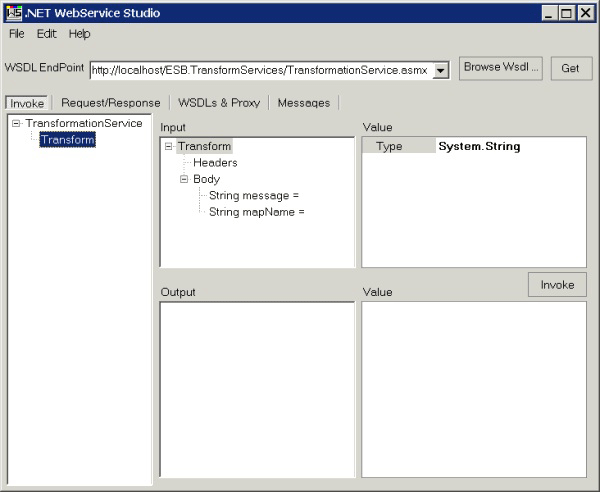 .NET WebService Studio
File Edit Help
WSDL EndPoint http://localhost/ESB.TransformServices/TransformationService.asmx Browse Wsdl ... Get
Invoke Request/Response WSDLs & Proxy Messages
TransformationService
Transform
Input
Transform
Headers
Body
String message =
String mapName =
Value
Type System.String
Invoke
Output
Value